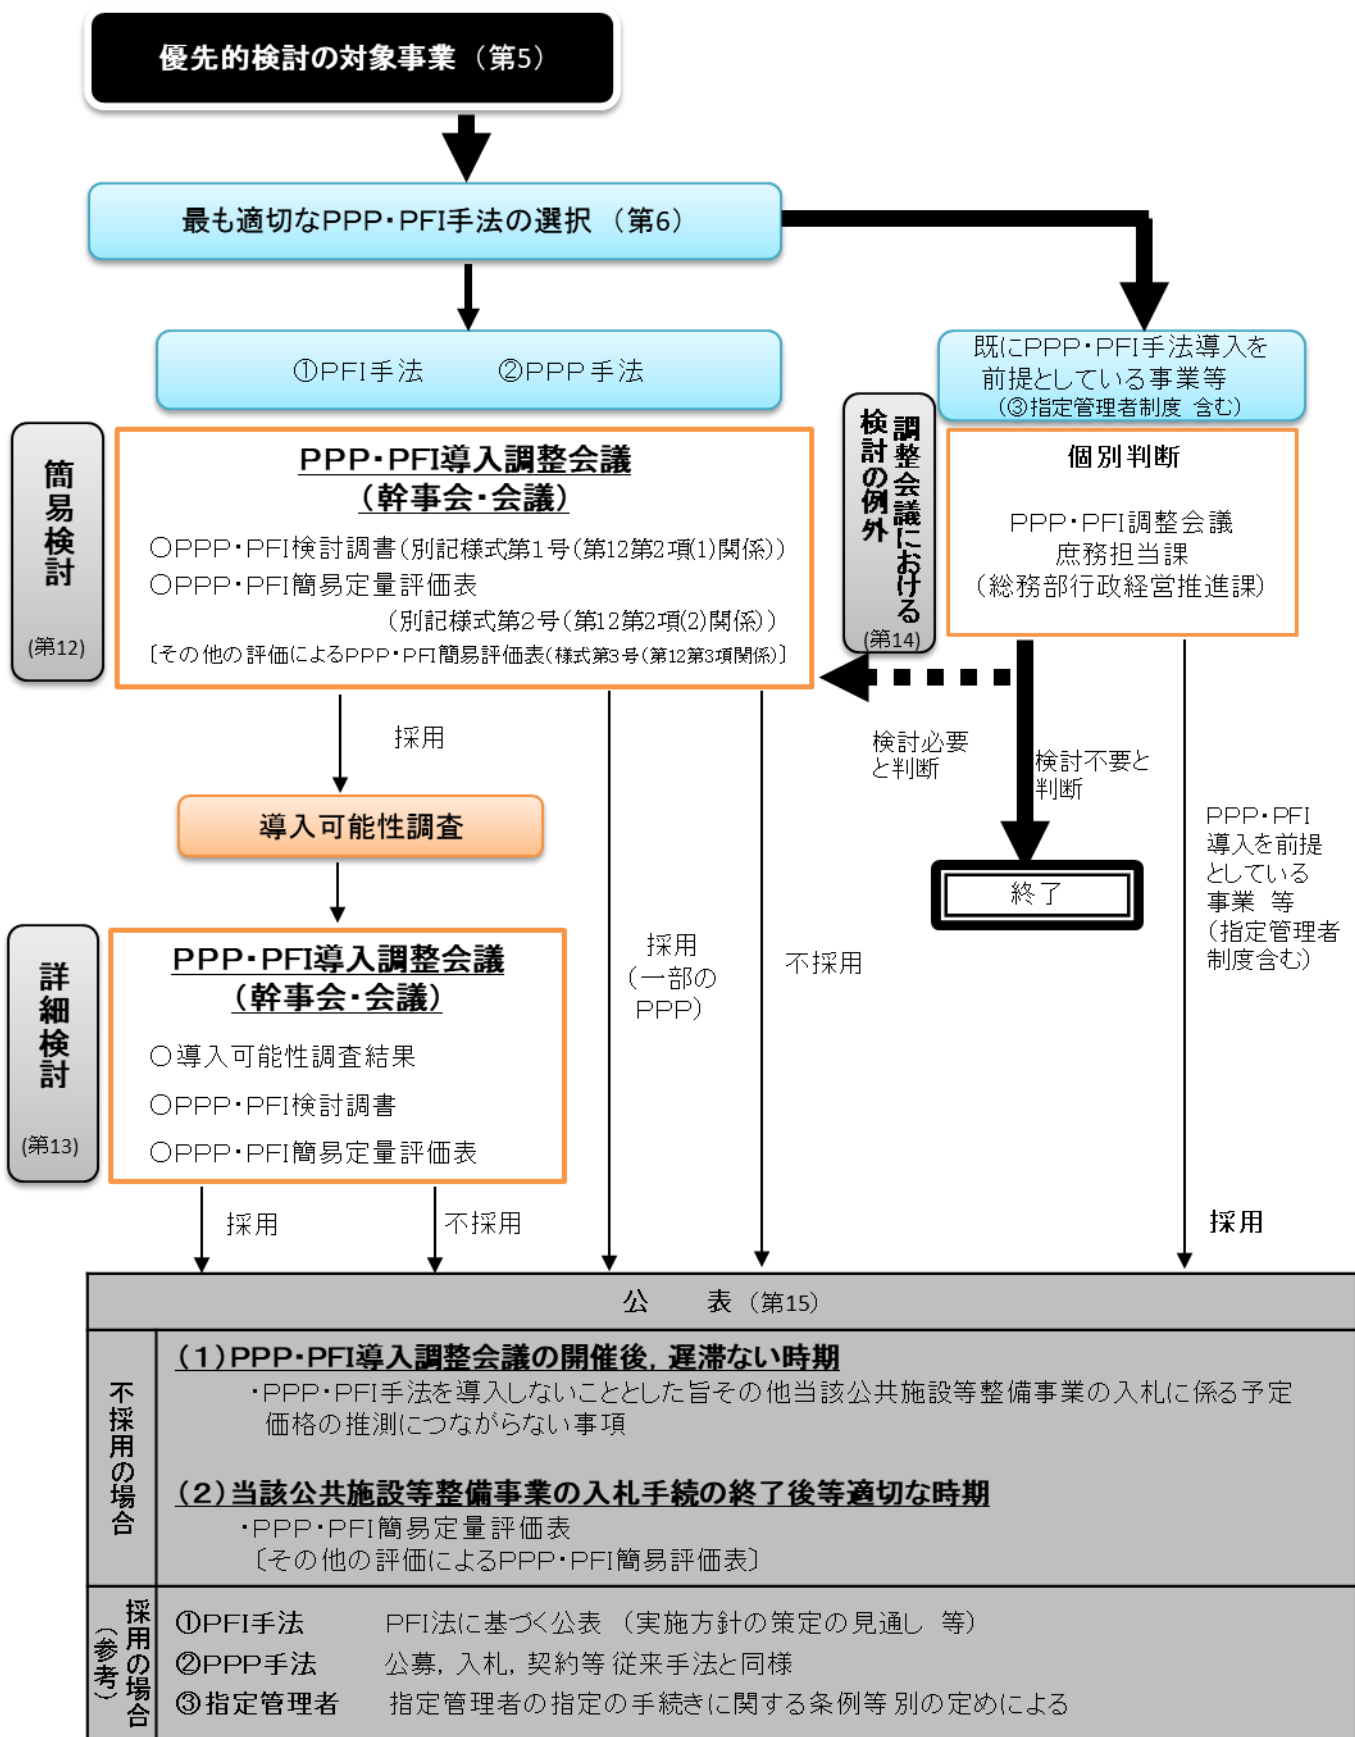 優先的検討の対象事業（第5）
最も適切なPPP・PFI手法の選択（第6）
①PFI手法　②PPP手法
既にPPP・PFI手法導入を
前提としている事業等
（③指定管理者制度 含む）
簡易検討
(第12)
PPP・PFI導入調整会議
（幹事会・会議）
○PPP・PFI検討調書（別記様式第1号（第12第2項(1)関係））
○PPP・PFI簡易定量評価表
（別記様式第2号（第12第2項(2)関係））
〔その他の評価によるPPP・PFI簡易評価表（様式第3号（第12第3項関係）〕
調整会議における
検討の例外
(第14)
個別判断
PPP・PFI調整会議
庶務担当課
（総務部行政経営推進課）
採用
検討必要
と判断
検討不要と
判断
導入可能性調査
終了
PPP・PFI
導入を前提
としている
事業 等
（指定管理者
制度含む）
詳細検討
(第13)
PPP・PFI導入調整会議
（幹事会・会議）
○導入可能性調査結果
○PPP・PFI検討調書
○PPP・PFI簡易定量評価表
採用
（一部の
PPP）
不採用
採用
不採用
採用
公　表（第15）
不採用の場合
（1）PPP・PFI導入調整会議の開催後，遅滞ない時期
・PPP・PFI手法を導入しないこととした旨その他当該公共施設等整備事業の入札に係る予定
価格の推測につながらない事項
（2）当該公共施設等整備事業の入札手続の終了後等適切な時期
・PPP・PFI簡易定量評価表
〔その他の評価によるPPP・PFI簡易評価表〕
採用の場合
（参考）
①PFI手法　PFI法に基づく公表（実施方針の策定の見通し 等）
②PPP手法　公募，入札，契約等 従来手法と同様
③指定管理者　指定管理者の指定の手続きに関する条例等 別の定めによる